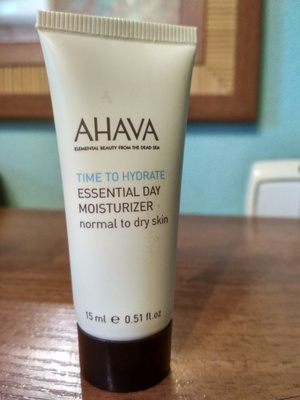 AHAVA
ELEMENTAL BEAUTY FROM THE DEAD SEA
TIME TO HYDRATE
ESSENTIAL DAY
MOISTURIZER
normal to dry skin
15 ml e 0.51 fl.oz